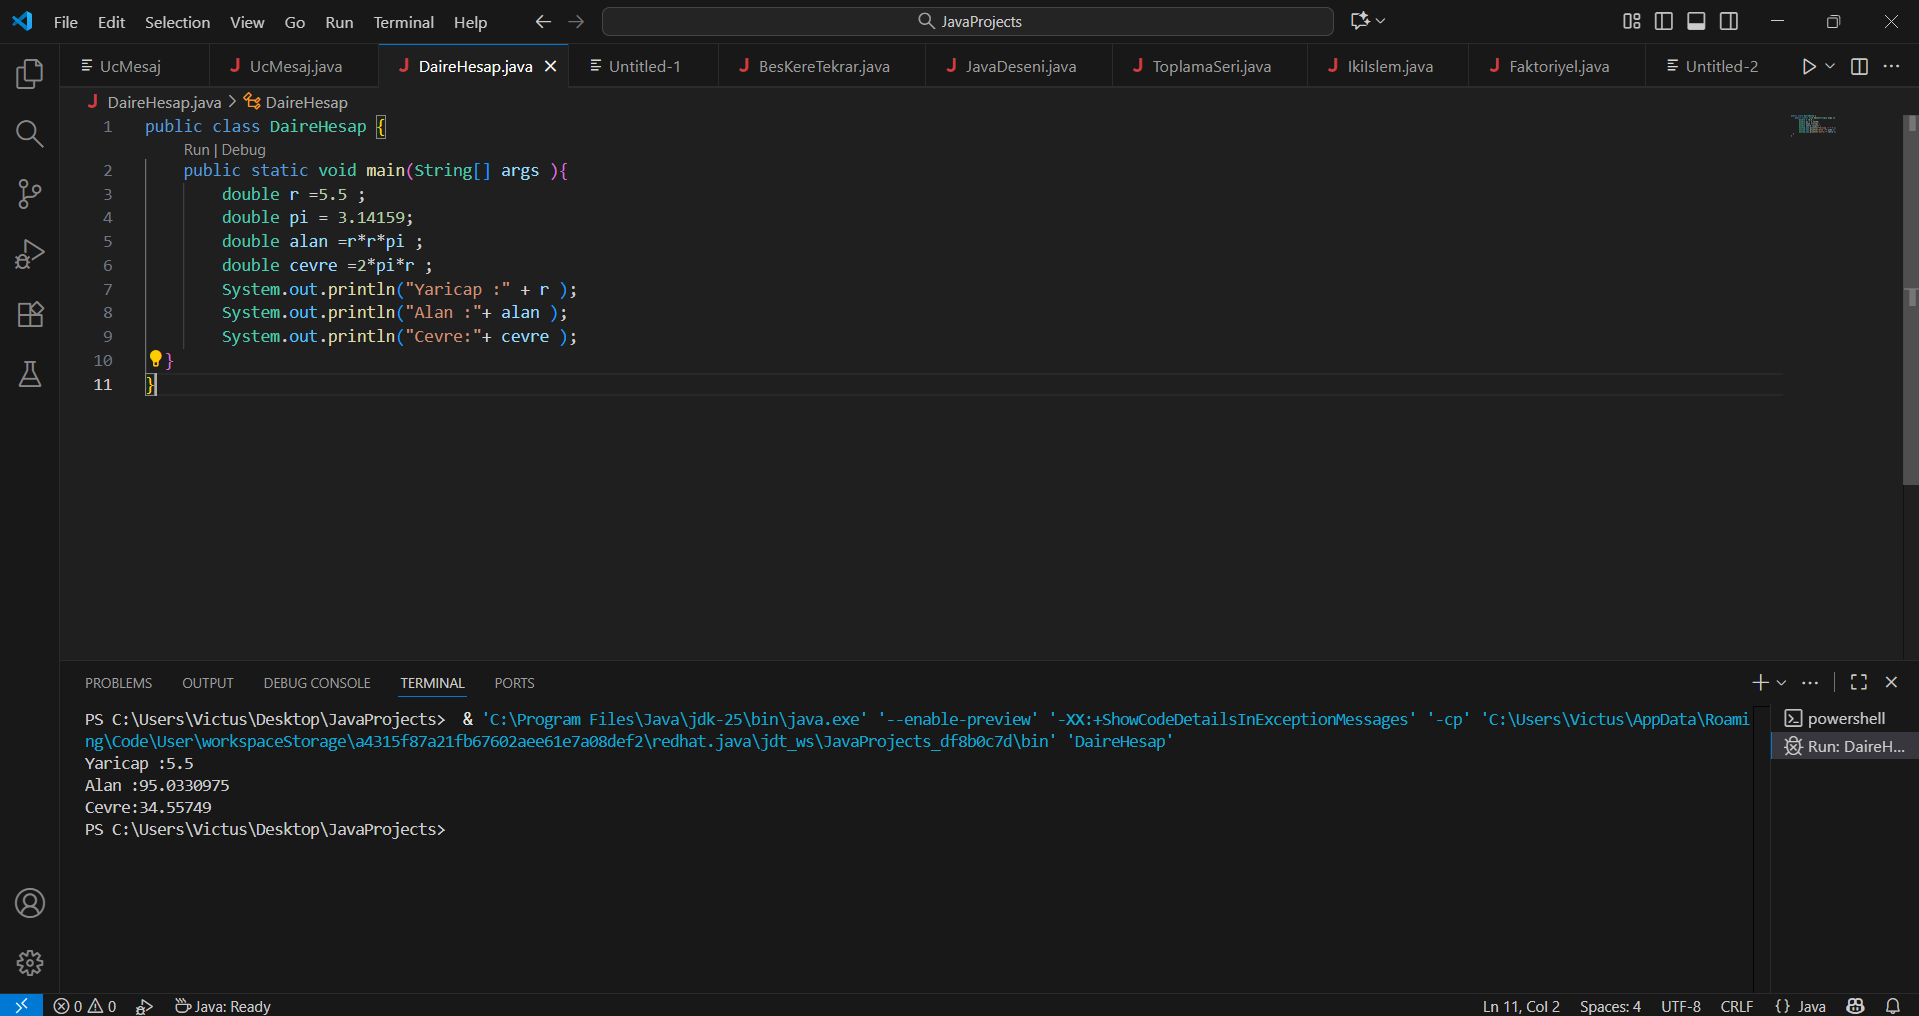 File Edit Selection View Go Run Terminal Help JavaProjects
UcMesaj UcMesaj.java DaireHesap.java Untitled-1 BesKereTekrar.java JavaDeseni.java ToplamaSeri.java IkiIslem.java Faktoriyel.java Untitled-2
DaireHesap.java > DaireHesap
1 public class DaireHesap {
Run | Debug
2 public static void main(String[] args ){
3 double r =5.5 ;
4 double pi = 3.14159;
5 double alan =r*r*pi ;
6 double cevre =2*pi*r ;
7 System.out.println("Yaricap :" + r );
8 System.out.println("Alan :"+ alan );
9 System.out.println("Cevre:"+ cevre );
10 }
11 }
PROBLEMS OUTPUT DEBUG CONSOLE TERMINAL PORTS
PS C:\Users\Victus\Desktop\JavaProjects> & 'C:\Program Files\Java\jdk-25\bin\java.exe' '--enable-preview' '-XX:+ShowCodeDetailsInExceptionMessages' '-cp' 'C:\Users\Victus\AppData\Roami
ng\Code\User\workspaceStorage\a4315f87a21fb67602aee61e7a08def2\redhat.java\jdt_ws\JavaProjects_df8b0c7d\bin' 'DaireHesap'
Yaricap :5.5
Alan :95.0330975
Cevre:34.55749
PS C:\Users\Victus\Desktop\JavaProjects>
powershell
Run: DaireH...
0 0 Java: Ready Ln 11, Col 2 Spaces: 4 UTF-8 CRLF {} Java